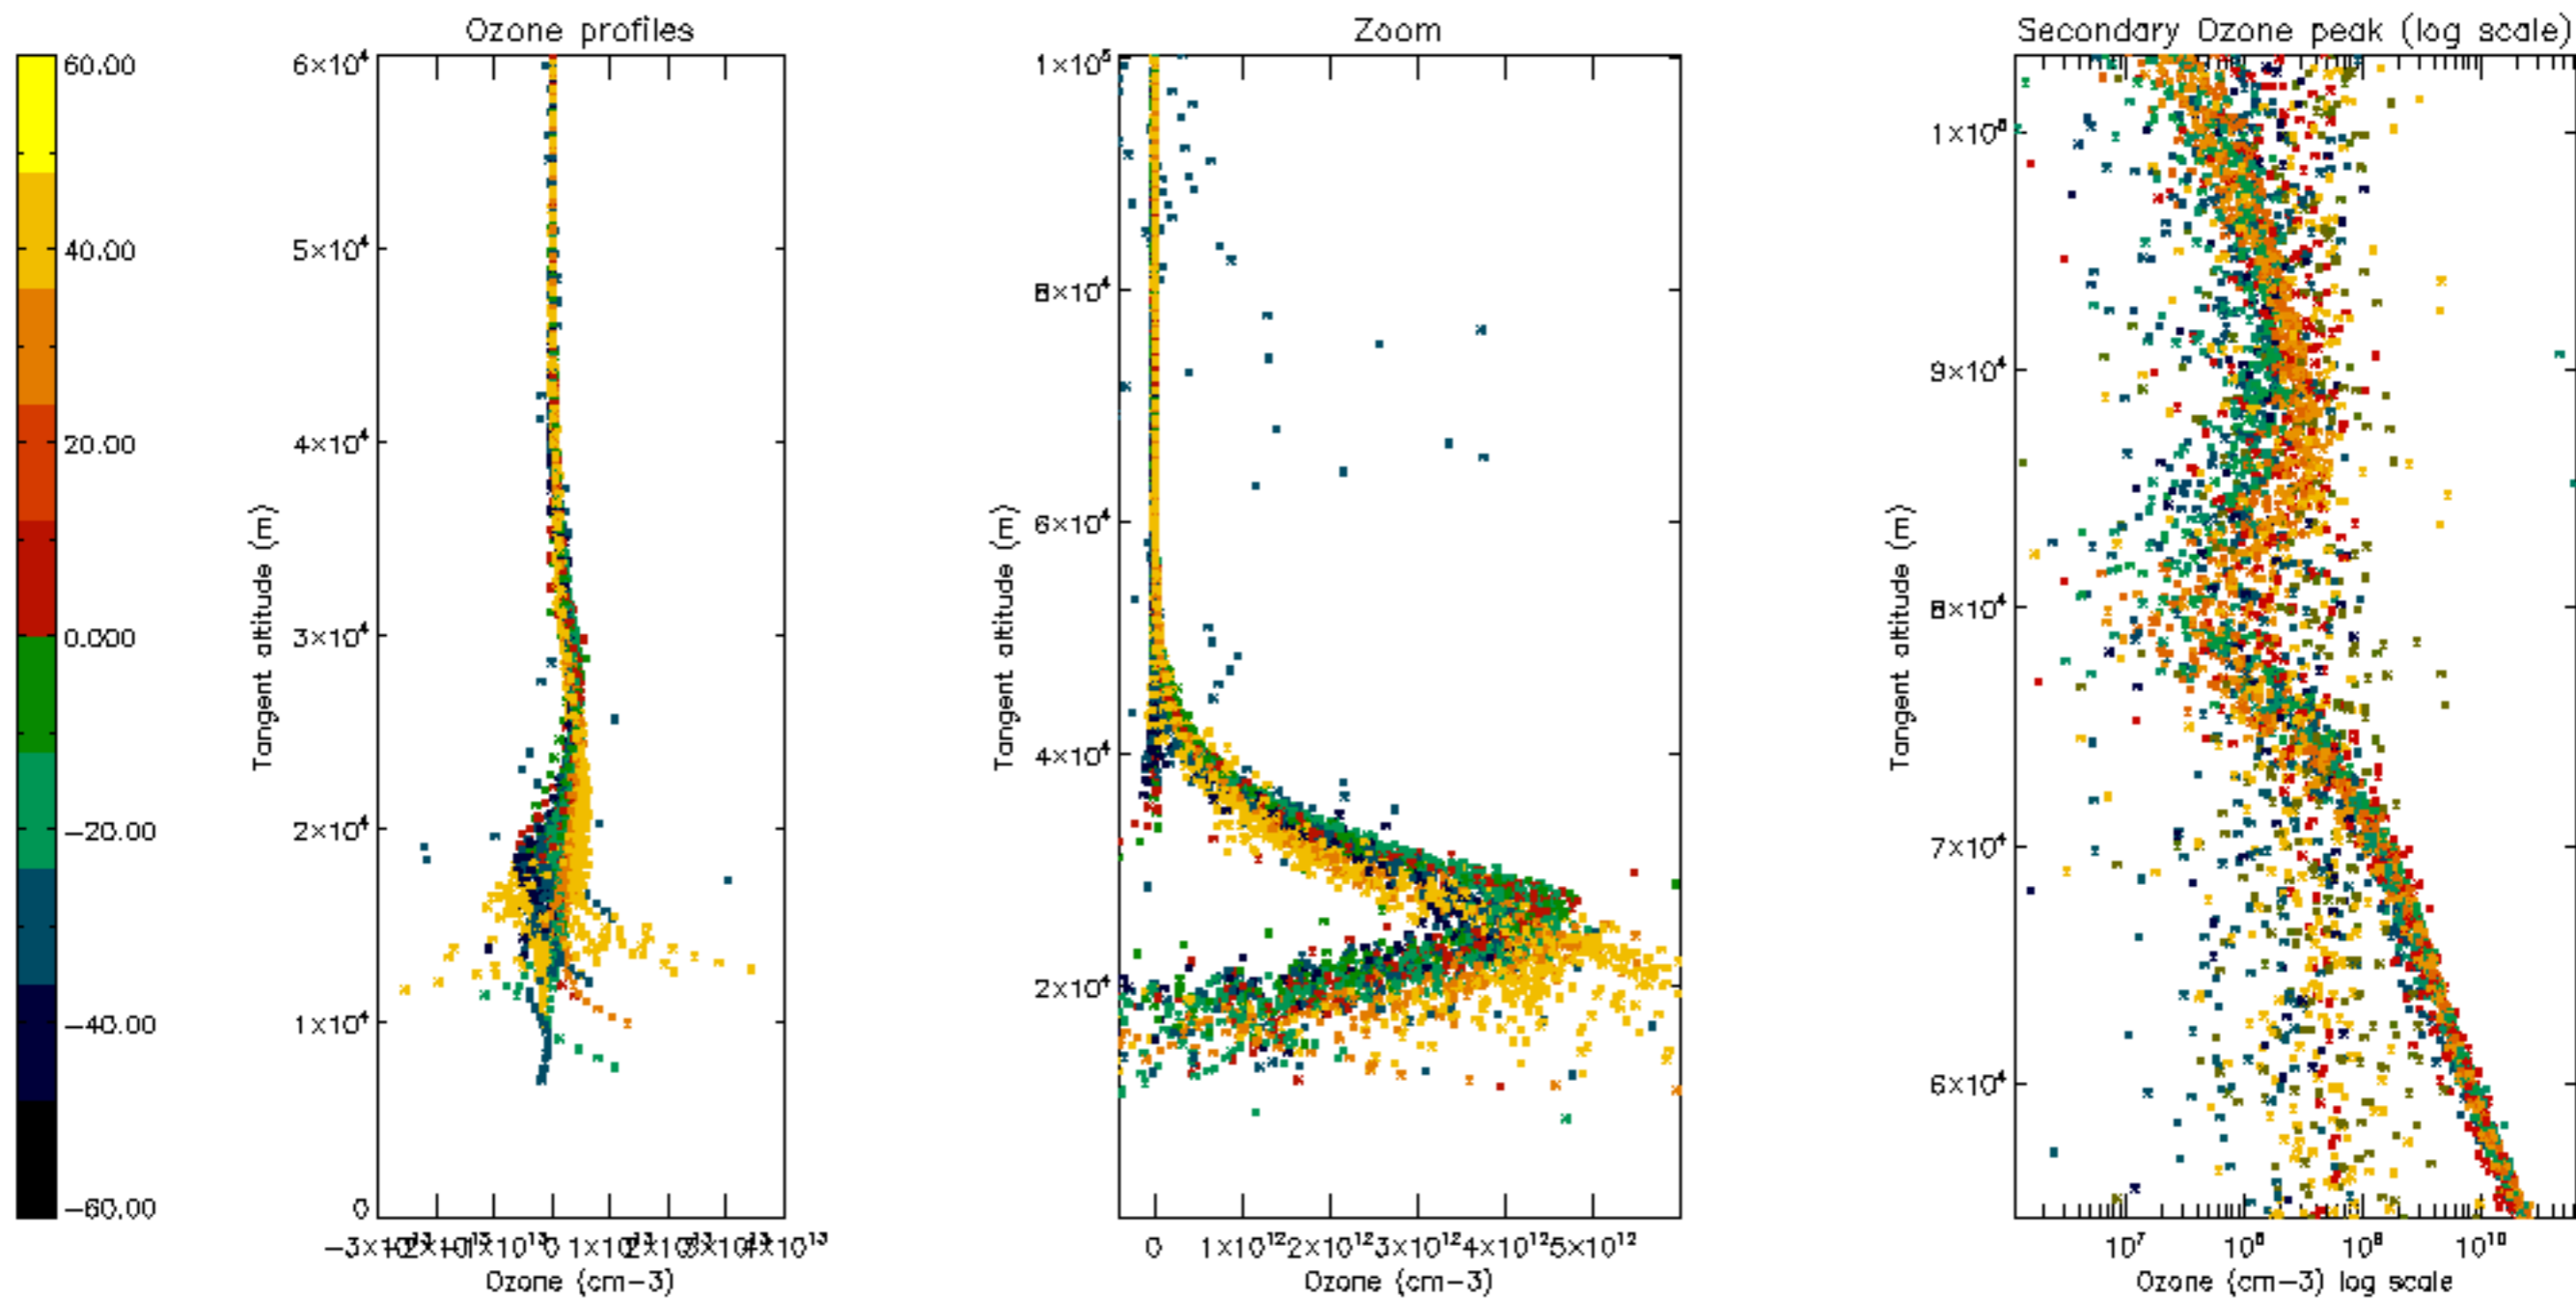 Ozone profiles
60.00
40.00
20.00
0.000
−20.00
−40.00
−60.00
6×10⁴
5×10⁴
4×10⁴
3×10⁴
2×10⁴
1×10⁴
0
Tangent altitude (m)
0 1×10¹³
4×10¹³
Ozone (cm−3)
Zoom
1×10⁵
8×10⁴
6×10⁴
4×10⁴
2×10⁴
Tangent altitude (m)
0 1×10¹² 2×10¹² 3×10¹² 4×10¹² 5×10¹²
Ozone (cm−3)
Secondary Ozone peak (log scale)
9×10⁴
8×10⁴
7×10⁴
6×10⁴
Tangent altitude (m)
10⁷ 10⁸ 10⁹ 10¹⁰
Ozone (cm−3) log scale